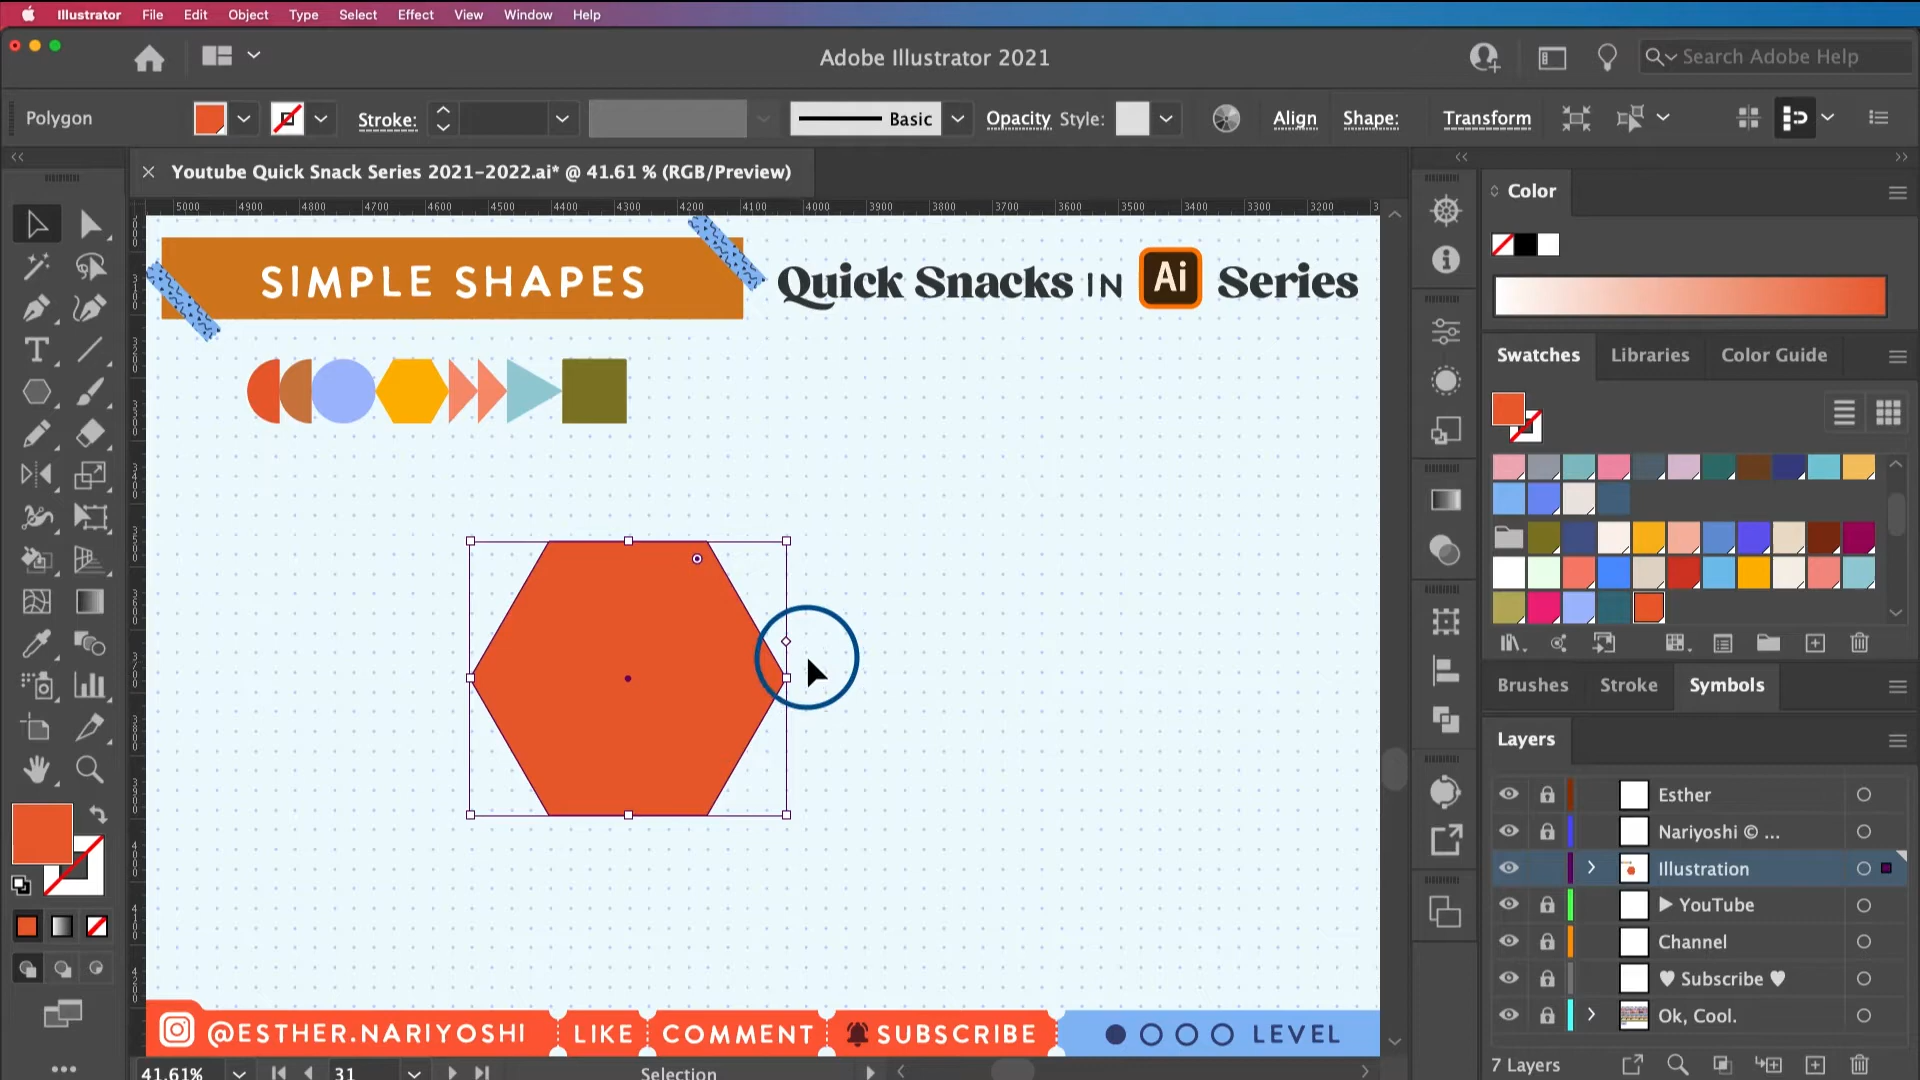 Illustrator File Edit Object Type Select Effect View Window Help
Adobe Illustrator 2021
Search Adobe Help
Polygon
Stroke:
Basic
Opacity Style:
Align
Shape:
Transform
Youtube Quick Snack Series 2021-2022.ai* @ 41.61 % (RGB/Preview)
5000 4900 4800 4700 4600 4500 4400 4300 4200 4100 4000 3900 3800 3700 3600 3500 3400 3300 3200
SIMPLE SHAPES
Quick Snacks IN Ai Series
Color
Swatches Libraries Color Guide
Brushes Stroke Symbols
Layers
Esther
Nariyoshi © ...
Illustration
▶ YouTube
Channel
♥ Subscribe ♥
Ok, Cool.
7 Layers
@ESTHER.NARIYOSHI LIKE COMMENT SUBSCRIBE LEVEL
41.61% 31 Selection